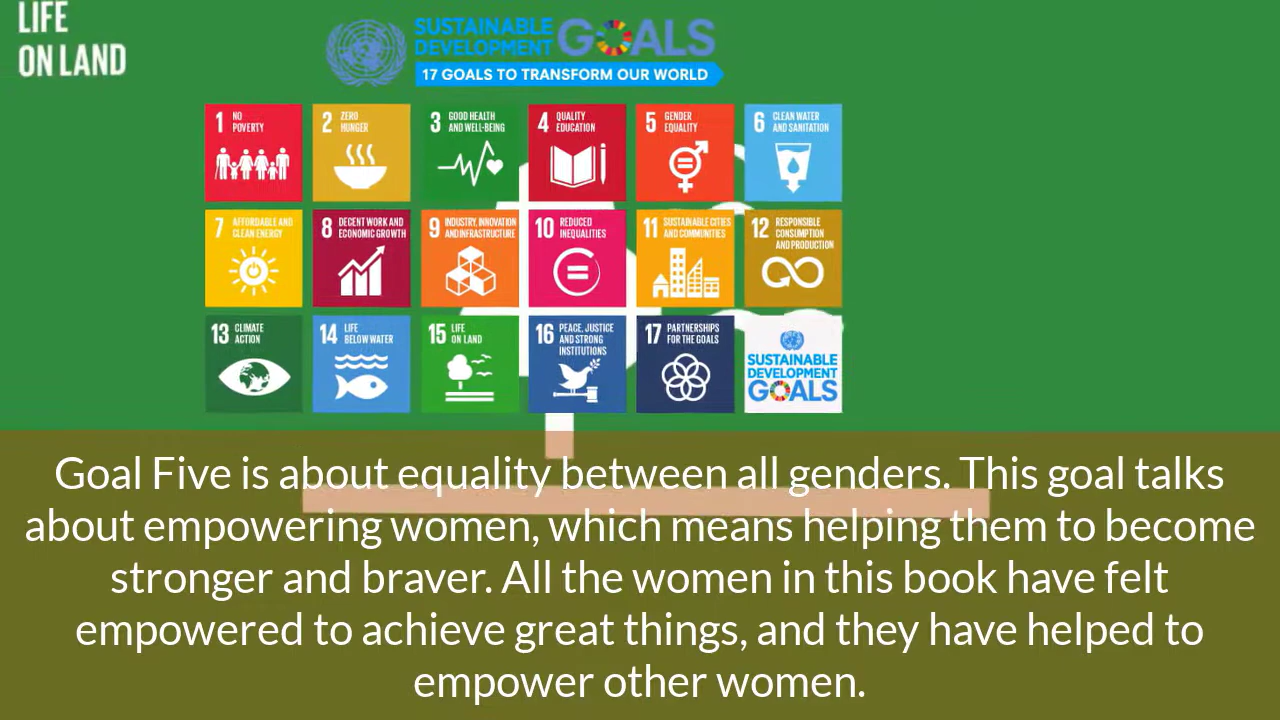 LIFE
ON LAND
SUSTAINABLE
DEVELOPMENT
GOALS
17 GOALS TO TRANSFORM OUR WORLD
1 NO
POVERTY
2 ZERO
HUNGER
3 GOOD HEALTH
AND WELL-BEING
4 QUALITY
EDUCATION
5 GENDER
EQUALITY
6 CLEAN WATER
AND SANITATION
7 AFFORDABLE AND
CLEAN ENERGY
8 DECENT WORK AND
ECONOMIC GROWTH
9 INDUSTRY, INNOVATION
AND INFRASTRUCTURE
10 REDUCED
INEQUALITIES
11 SUSTAINABLE CITIES
AND COMMUNITIES
12 RESPONSIBLE
CONSUMPTION
AND PRODUCTION
13 CLIMATE
ACTION
14 LIFE
BELOW WATER
15 LIFE
ON LAND
16 PEACE, JUSTICE
AND STRONG
INSTITUTIONS
17 PARTNERSHIPS
FOR THE GOALS
SUSTAINABLE
DEVELOPMENT
GOALS
Goal Five is about equality between all genders. This goal talks
about empowering women, which means helping them to become
stronger and braver. All the women in this book have felt
empowered to achieve great things, and they have helped to
empower other women.